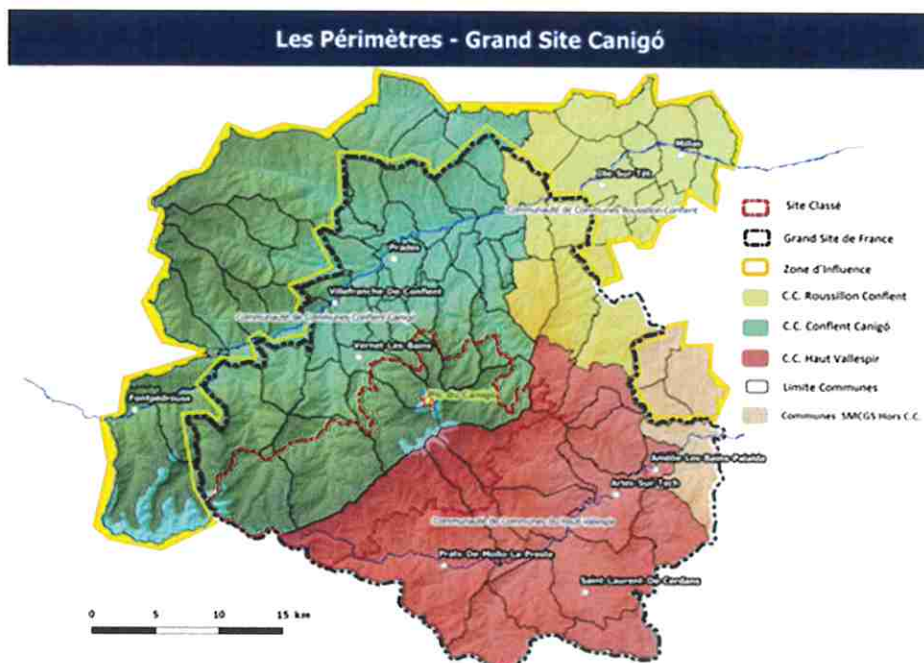 Les Périmètres - Grand Site Canigó
Millas
Ille-Sur-Têt
Communauté de Communes Roussillon Conflent
Prades
Villefranche De Conflent
Communauté de Communes Conflent Canigó
Vernet Les Bains
Pic du Canigó
Fontpédrouse
Amélie Les Bains Palalda
Arles Sur Tech
Communauté de Communes du Haut Vallespir
Prats De Mollo La Preste
Saint Laurent De Cerdans
Site Classé
Grand Site de France
Zone d'Influence
C.C. Roussillon Conflent
C.C. Conflent Canigó
C.C. Haut Vallespir
Limite Communes
Communes SMCGS Hors C.C.
0 5 10 15 km